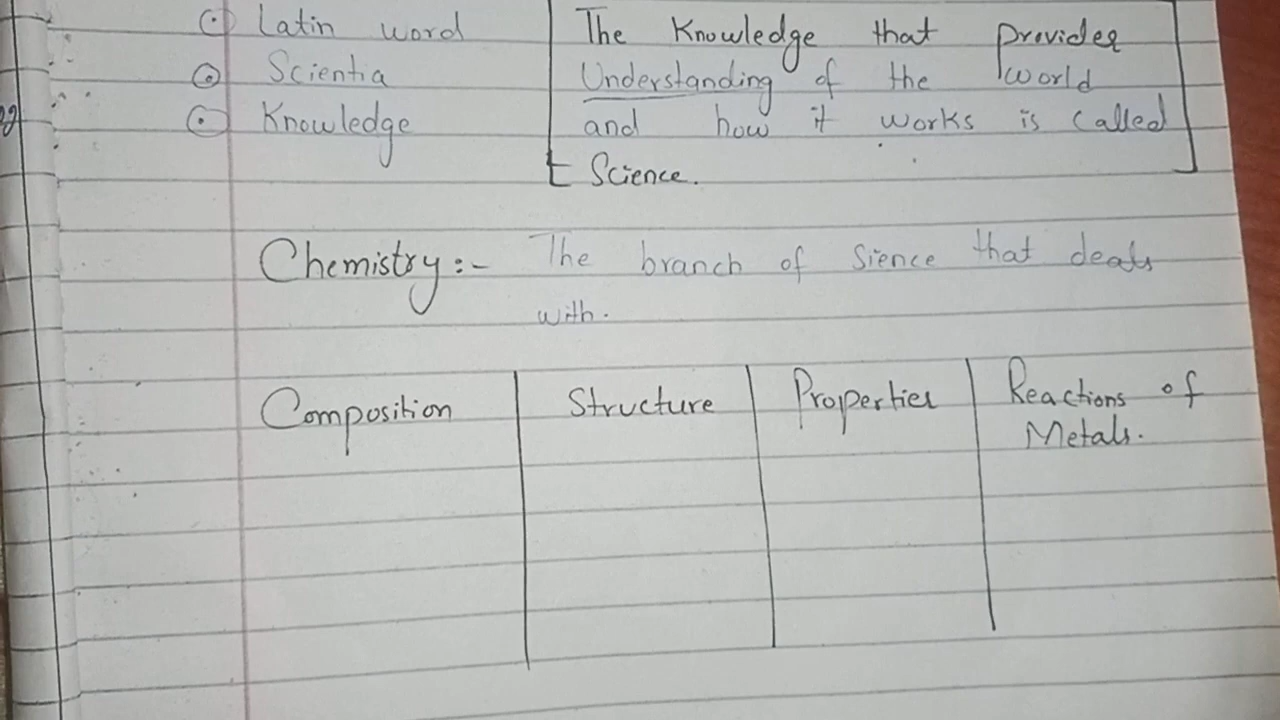 Latin word
Scientia
Knowledge
The Knowledge that provides
Understanding of the world
and how it works is called
Science.
Chemistry:- The branch of Sience that deals
with.
Composition
Structure
Properties
Reactions of
Metals.